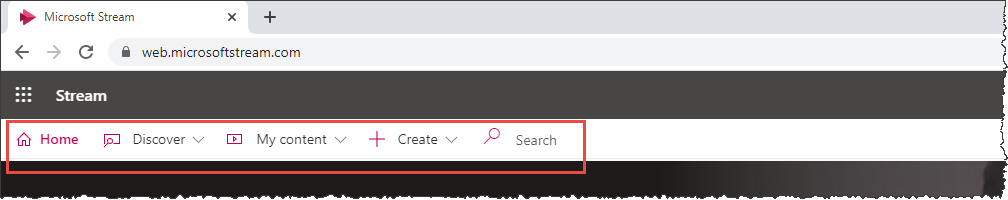 Microsoft Stream
web.microsoftstream.com
Stream
Home Discover My content Create Search